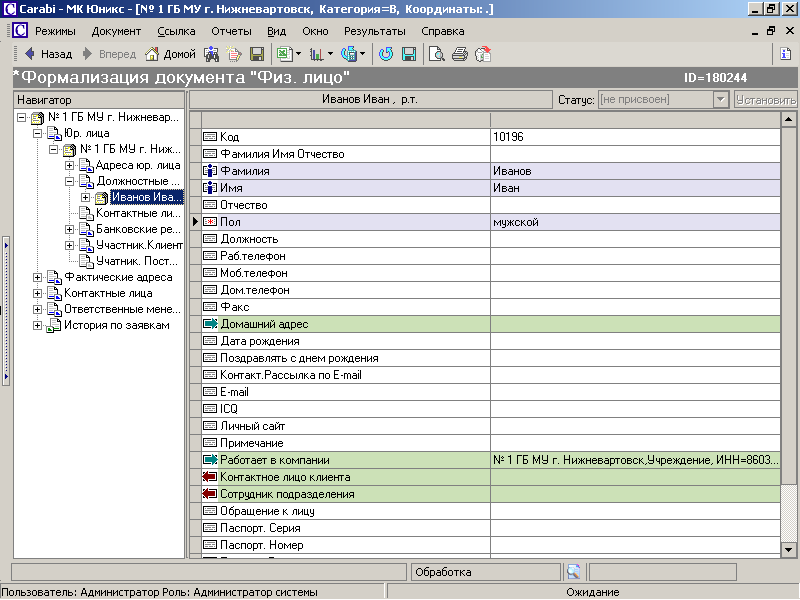 Carabi - МК Юникс - [№ 1 ГБ МУ г. Нижневартовск, Категория=В, Координаты: .]
Режимы Документ Ссылка Отчеты Вид Окно Результаты Справка
Назад Вперед Домой
*Формализация документа "Физ. лицо" ID=180244
Навигатор
№ 1 ГБ МУ г. Нижневар...
Юр. лица
№ 1 ГБ МУ г. Ниж...
Адреса юр. лица
Должностные ...
Иванов Ива...
Контактные ли...
Банковские ре...
Участник.Клиент
Учатник. Пост...
Фактические адреса
Контактные лица
Ответственные мене...
История по заявкам
Иванов Иван , р.т. Статус: [не присвоен] Установить
Код 10196
Фамилия Имя Отчество
Фамилия Иванов
Имя Иван
Отчество
Пол мужской
Должность
Раб.телефон
Моб.телефон
Дом.телефон
Факс
Домашний адрес
Дата рождения
Поздравлять с днем рождения
Контакт.Рассылка по E-mail
E-mail
ICQ
Личный сайт
Примечание
Работает в компании № 1 ГБ МУ г. Нижневартовск,Учреждение, ИНН=8603...
Контактное лицо клиента
Сотрудник подразделения
Обращение к лицу
Паспорт. Серия
Паспорт. Номер
Обработка
Пользователь: Администратор Роль: Администратор системы Ожидание